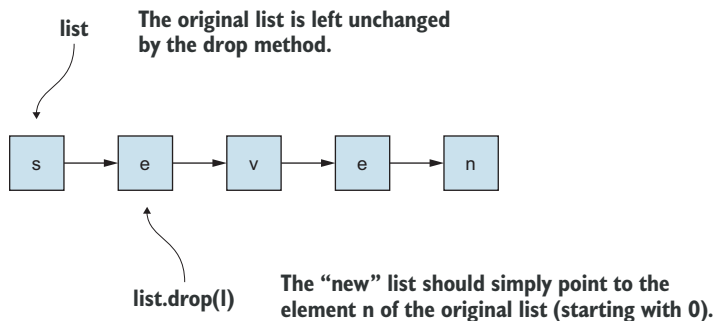 list
The original list is left unchanged
by the drop method.
s e v e n
list.drop(l)
The “new” list should simply point to the
element n of the original list (starting with 0).